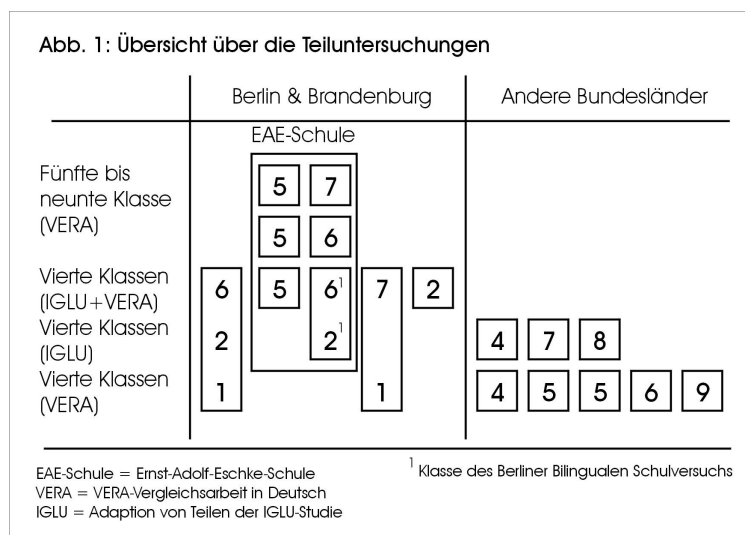 Abb. 1: Übersicht über die Teiluntersuchungen
Berlin & Brandenburg Andere Bundesländer
EAE-Schule
Fünfte bis
neunte Klasse
(VERA)
5 7
5 6
Vierte Klassen
(IGLU+VERA)
6 5 6¹ 7 2
Vierte Klassen
(IGLU)
2 2¹ 4 7 8
Vierte Klassen
(VERA)
1 1 4 5 5 6 9
EAE-Schule = Ernst-Adolf-Eschke-Schule
VERA = VERA-Vergleichsarbeit in Deutsch
IGLU = Adaption von Teilen der IGLU-Studie
¹ Klasse des Berliner Bilingualen Schulversuchs